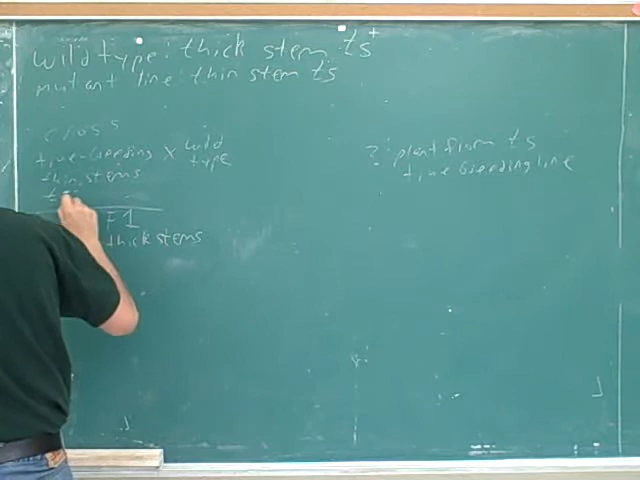 wild type: thick stem ts+
mutant line: thin stem ts
cross
true-breeding x wild type
thin stems
ts
F1
thick stems
? plant from ts
true breeding line